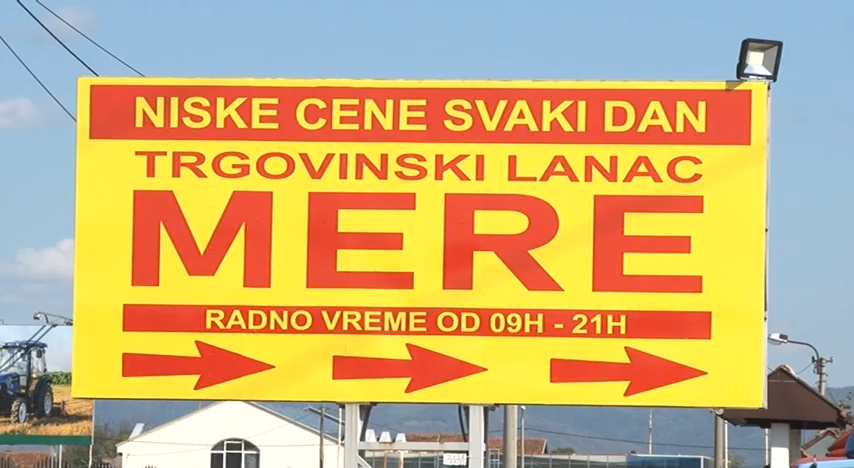 NISKE CENE SVAKI DAN
TRGOVINSKI LANAC
MERE
RADNO VREME OD 09H - 21H